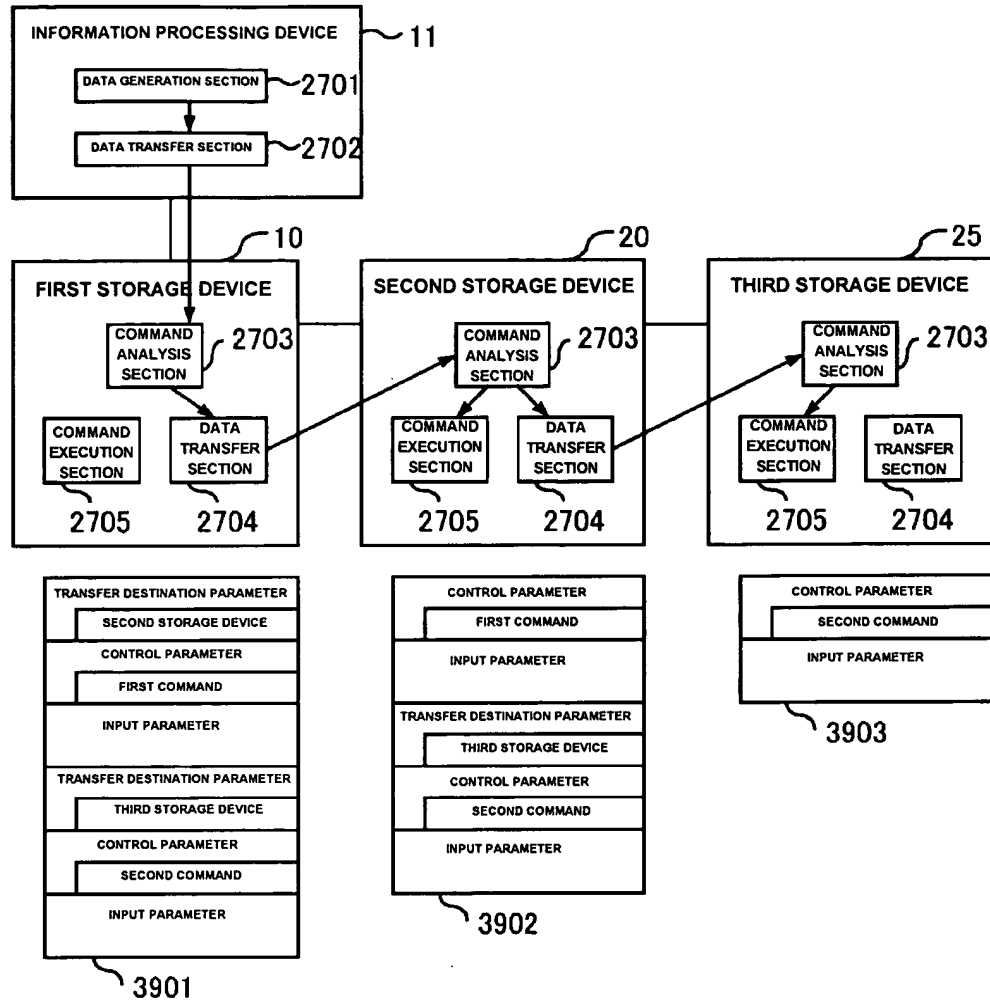 INFORMATION PROCESSING DEVICE
11
DATA GENERATION SECTION
2701
DATA TRANSFER SECTION
2702
10
FIRST STORAGE DEVICE
COMMAND
ANALYSIS
SECTION
2703
COMMAND
EXECUTION
SECTION
DATA
TRANSFER
SECTION
2705
2704
20
SECOND STORAGE DEVICE
COMMAND
ANALYSIS
SECTION
2703
COMMAND
EXECUTION
SECTION
DATA
TRANSFER
SECTION
2705
2704
25
THIRD STORAGE DEVICE
COMMAND
ANALYSIS
SECTION
2703
COMMAND
EXECUTION
SECTION
DATA
TRANSFER
SECTION
2705
2704
TRANSFER DESTINATION PARAMETER
SECOND STORAGE DEVICE
CONTROL PARAMETER
FIRST COMMAND
INPUT PARAMETER
TRANSFER DESTINATION PARAMETER
THIRD STORAGE DEVICE
CONTROL PARAMETER
SECOND COMMAND
INPUT PARAMETER
3901
CONTROL PARAMETER
FIRST COMMAND
INPUT PARAMETER
TRANSFER DESTINATION PARAMETER
THIRD STORAGE DEVICE
CONTROL PARAMETER
SECOND COMMAND
INPUT PARAMETER
3902
CONTROL PARAMETER
SECOND COMMAND
INPUT PARAMETER
3903